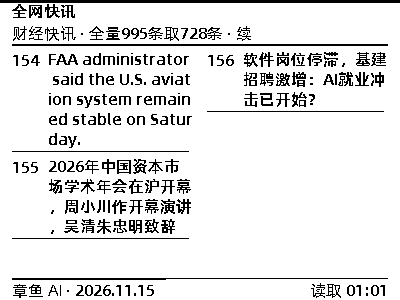 全网快讯
财经快讯 · 全量995条取728条 · 续
154 FAA administrator
said the U.S. aviat
ion system remain
ed stable on Satur
day.
155 2026年中国资本市
场学术年会在沪开幕
，周小川作开幕演讲
，吴清朱忠明致辞
156 软件岗位停滞，基建
招聘激增：AI就业冲
击已开始？
章鱼 AI · 2026.11.15
读取 01:01